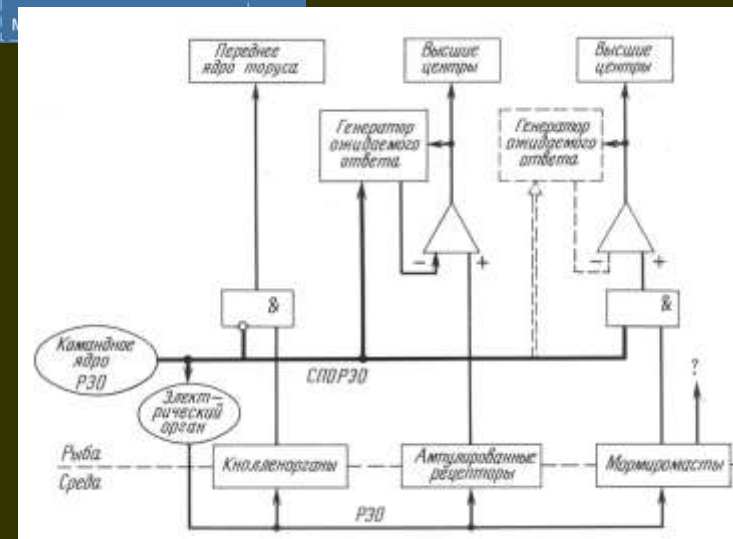 М
Переднее
ядро торуса
Высшие
центры
Высшие
центры
Генератор
ожидаемого
ответа
Генератор
ожидаемого
ответа
−
+
−
+
&
&
Командное
ядро
РЭО
СПОРЭО
?
Элект-
рический
орган
Рыба
Среда
Кнолленорганы
Ампулированные
рецепторы
Мормиромасты
РЭО